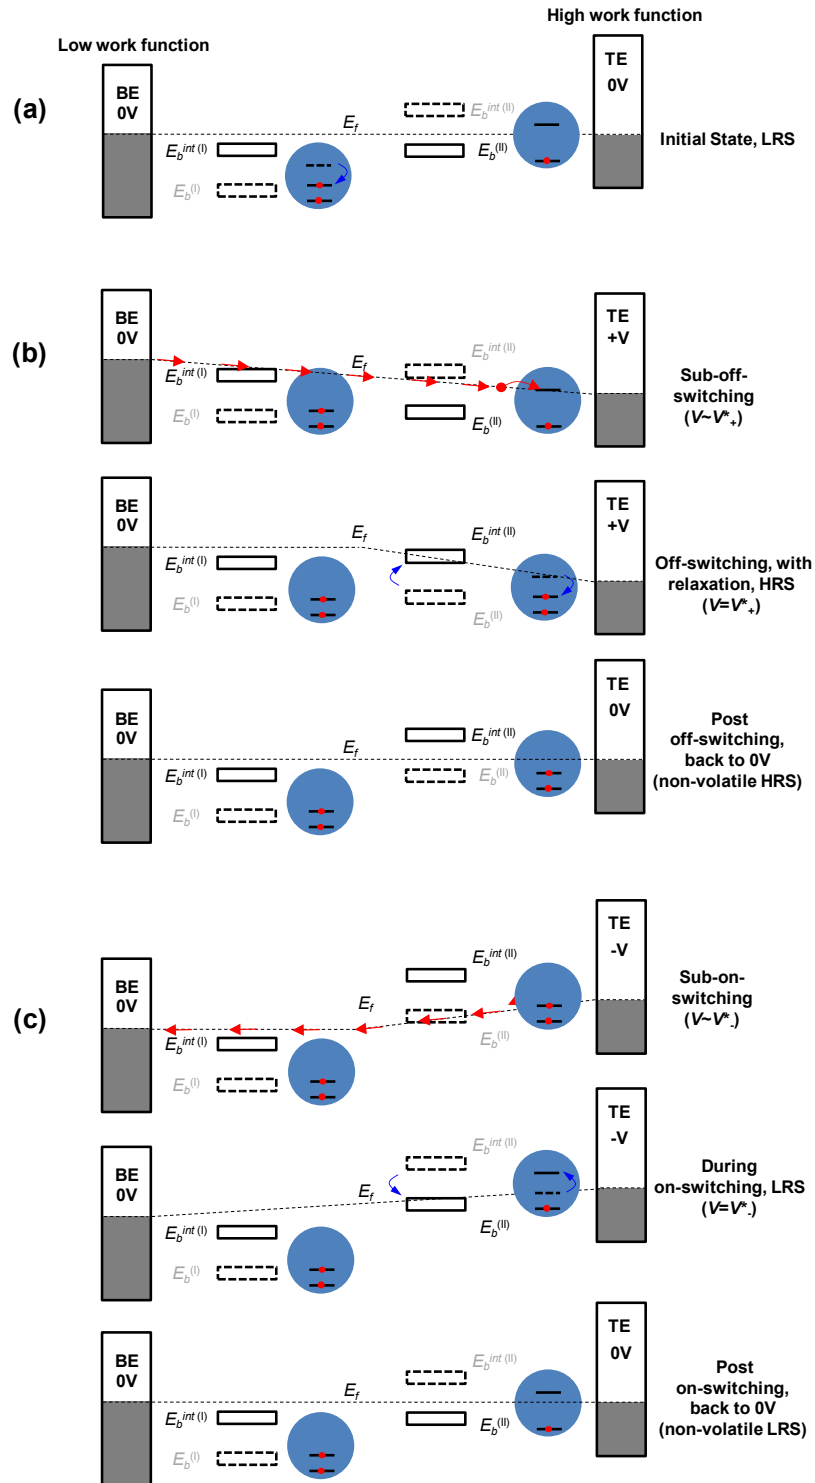 High work function
Low work function
(a)
BE
0V
TE
0V
E_b^int (II)
E_f
E_b^int (I)
E_b^(II)
E_b^(I)
Initial State, LRS
(b)
BE
0V
TE
+V
E_b^int (II)
E_f
E_b^int (I)
E_b^(I)
E_b^(II)
Sub-off-
switching
(V~V*+)
BE
0V
TE
+V
E_f
E_b^int (II)
E_b^int (I)
E_b^(I)
E_b^(II)
Off-switching, with
relaxation, HRS
(V=V*+)
BE
0V
TE
0V
E_b^int (II)
E_f
E_b^int (I)
E_b^(II)
E_b^(I)
Post
off-switching,
back to 0V
(non-volatile HRS)
(c)
BE
0V
TE
-V
E_b^int (II)
E_f
E_b^int (I)
E_b^(II)
E_b^(I)
Sub-on-
switching
(V~V*-)
BE
0V
TE
-V
E_b^int (II)
E_f
E_b^int (I)
E_b^(II)
E_b^(I)
During
on-switching, LRS
(V=V*-)
BE
0V
TE
0V
E_b^int (II)
E_f
E_b^int (I)
E_b^(II)
E_b^(I)
Post
on-switching,
back to 0V
(non-volatile LRS)